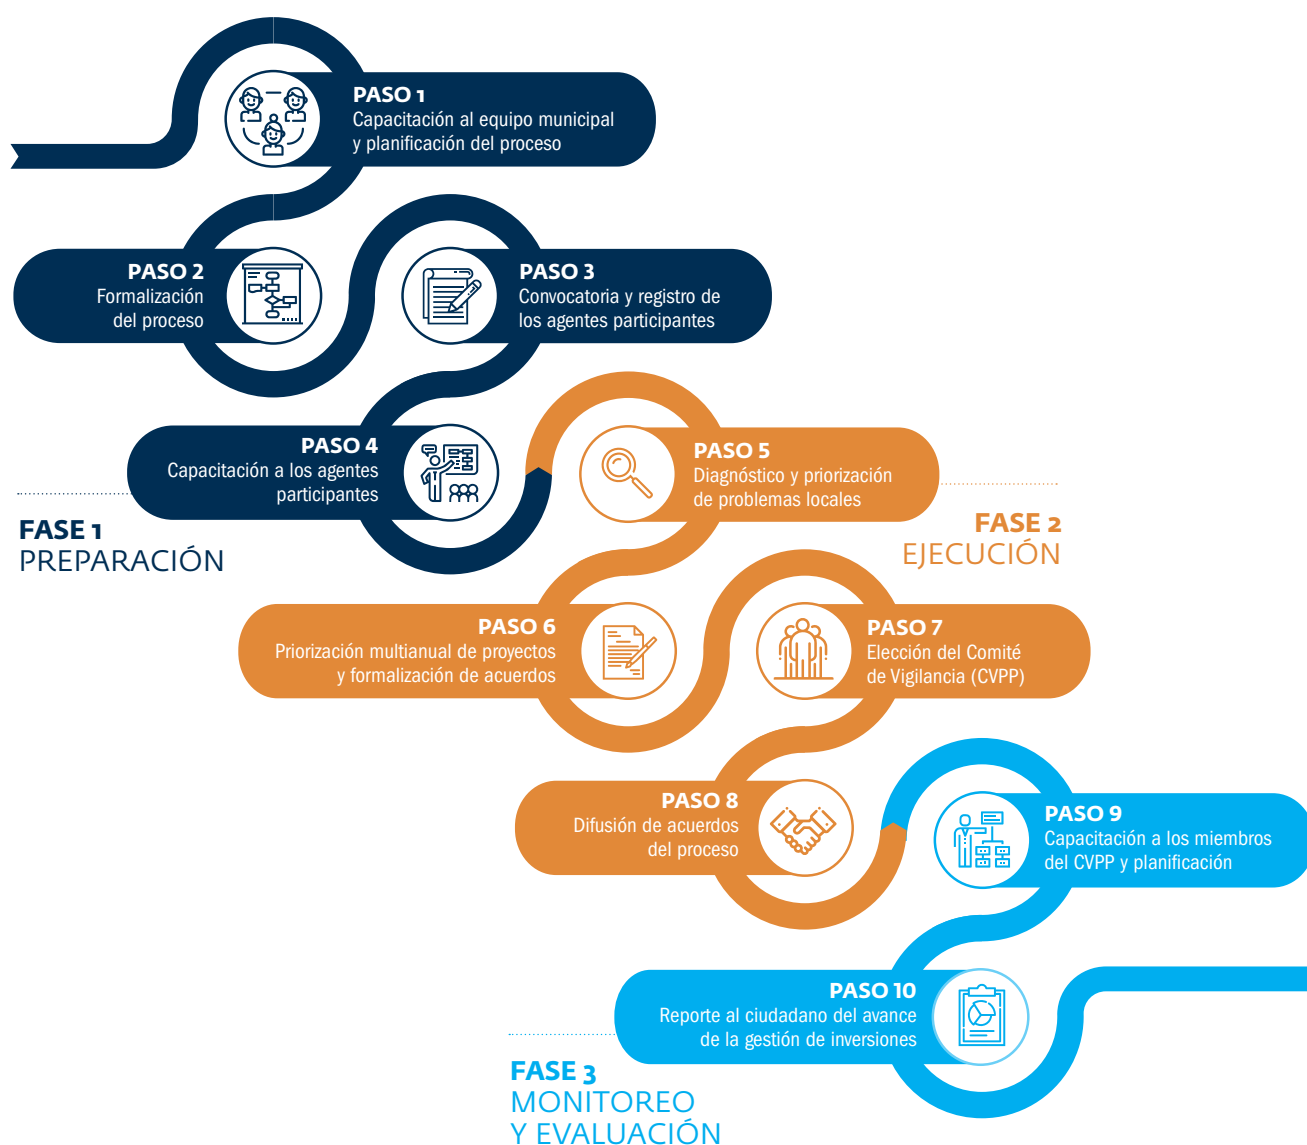 PASO 1
Capacitación al equipo municipal
y planificación del proceso
PASO 2
Formalización
del proceso
PASO 3
Convocatoria y registro de
los agentes participantes
PASO 4
Capacitación a los agentes
participantes
FASE 1
PREPARACIÓN
PASO 5
Diagnóstico y priorización
de problemas locales
FASE 2
EJECUCIÓN
PASO 6
Priorización multianual de proyectos
y formalización de acuerdos
PASO 7
Elección del Comité
de Vigilancia (CVPP)
PASO 8
Difusión de acuerdos
del proceso
PASO 9
Capacitación a los miembros
del CVPP y planificación
PASO 10
Reporte al ciudadano del avance
de la gestión de inversiones
FASE 3
MONITOREO
Y EVALUACIÓN